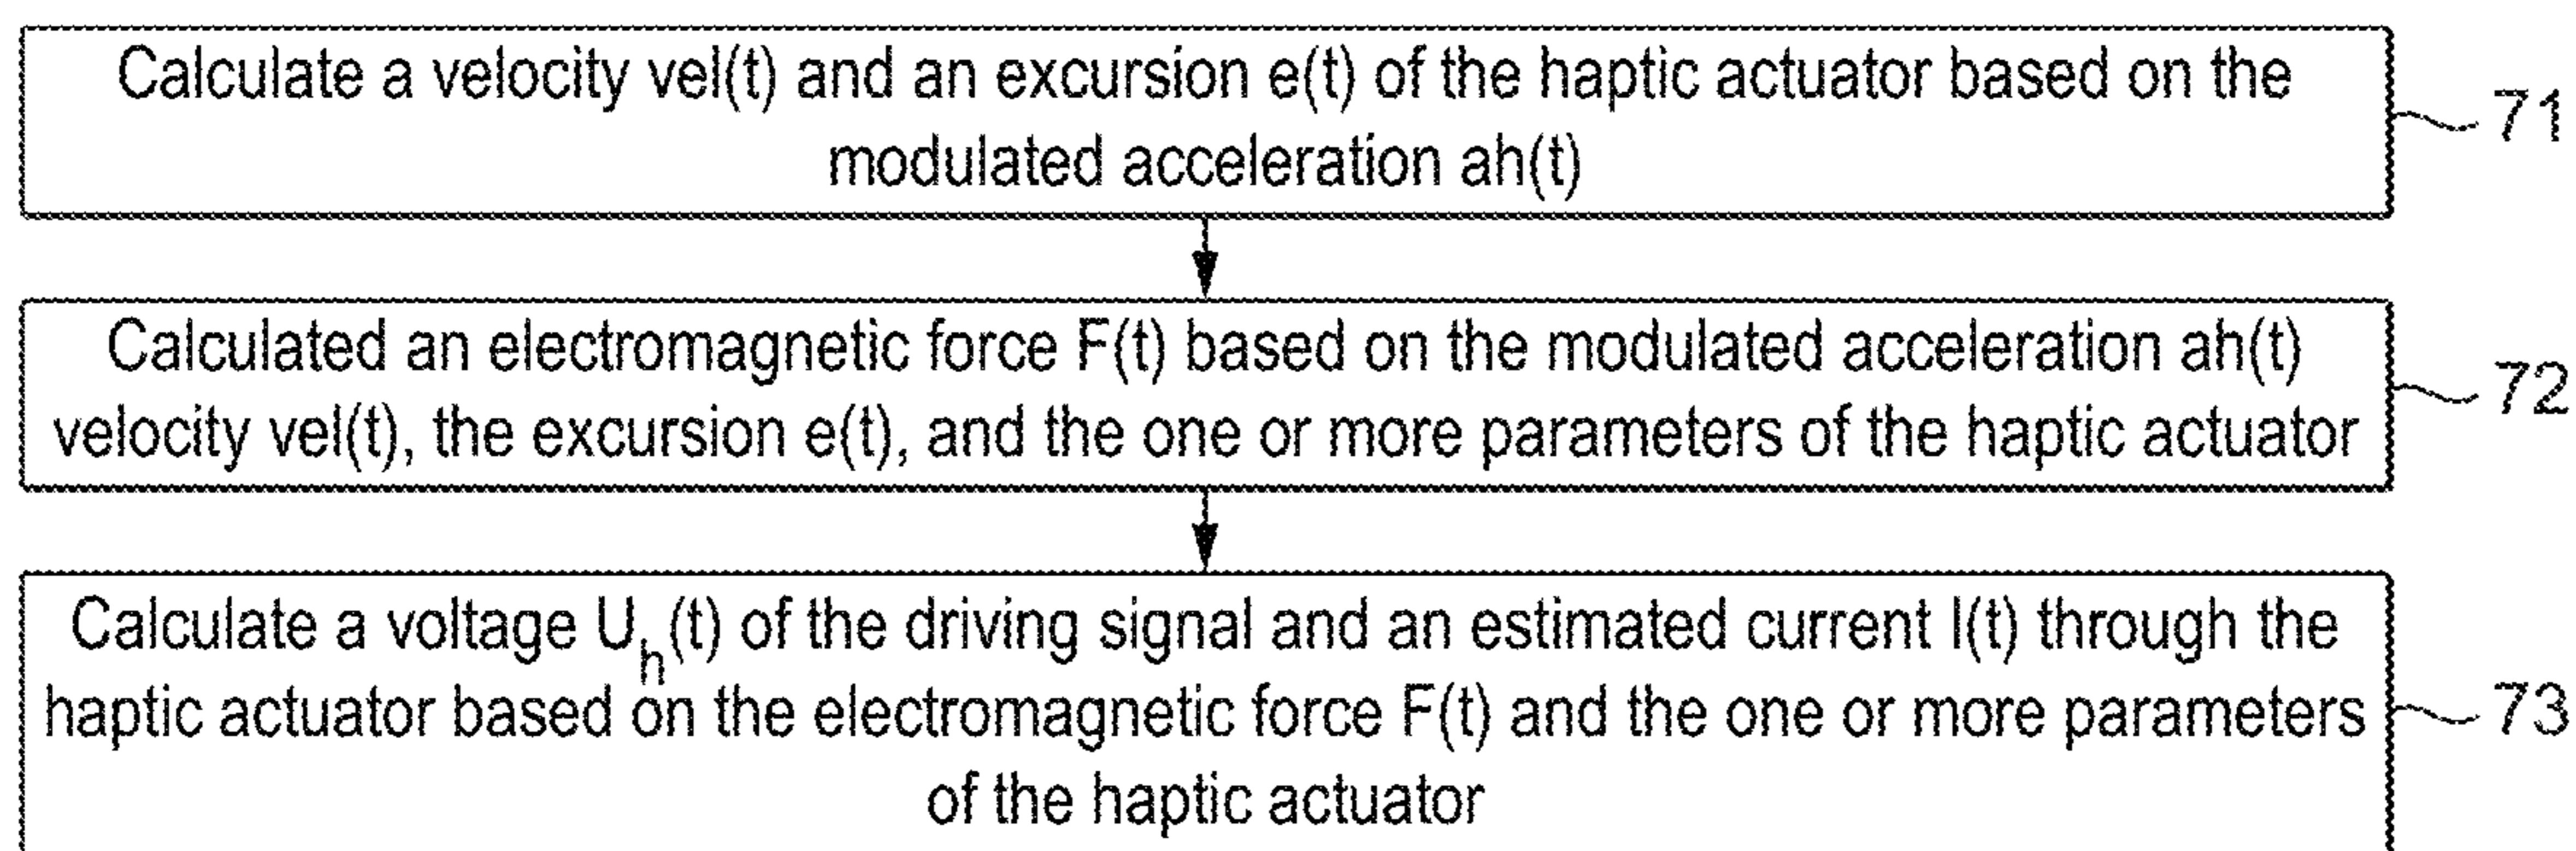 Calculate a velocity vel(t) and an excursion e(t) of the haptic actuator based on the
modulated acceleration ah(t)
71
Calculated an electromagnetic force F(t) based on the modulated acceleration ah(t)
velocity vel(t), the excursion e(t), and the one or more parameters of the haptic actuator
72
Calculate a voltage Uh(t) of the driving signal and an estimated current I(t) through the
haptic actuator based on the electromagnetic force F(t) and the one or more parameters
of the haptic actuator
73